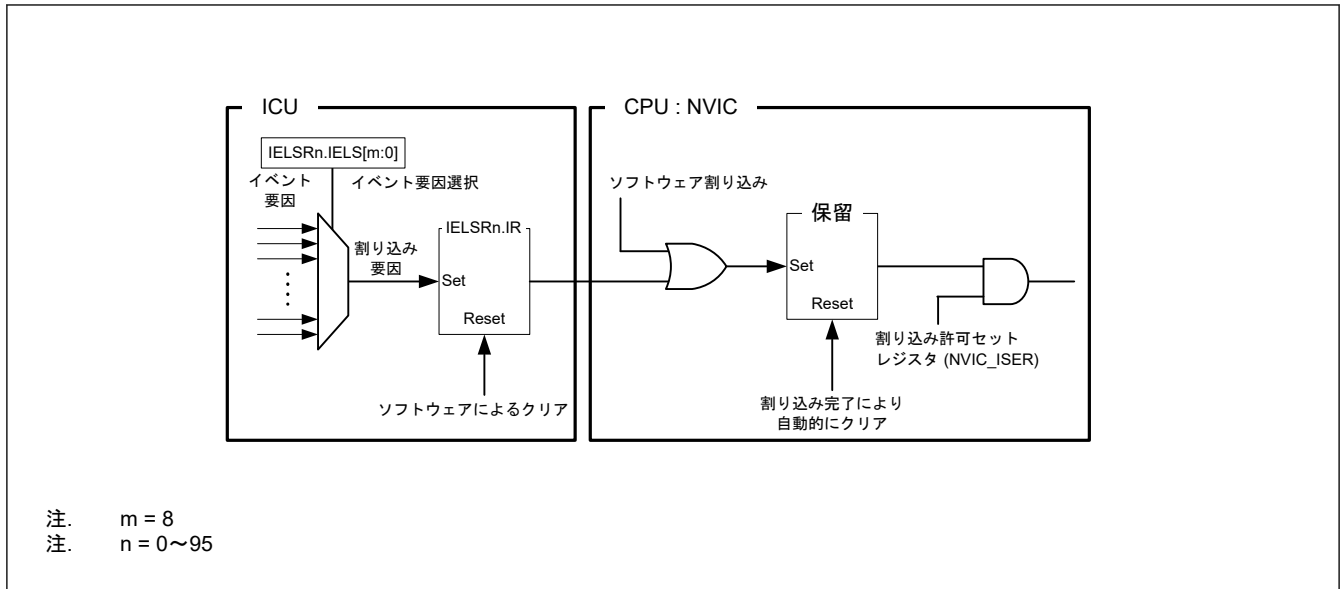 ICU
CPU : NVIC
IELSRn.IELS[m:0]
イベント
要因
イベント要因選択
割り込み
要因
IELSRn.IR
Set
Reset
ソフトウェアによるクリア
ソフトウェア割り込み
保留
Set
Reset
割り込み許可セット
レジスタ (NVIC_ISER)
割り込み完了により
自動的にクリア
注. m = 8
注. n = 0～95